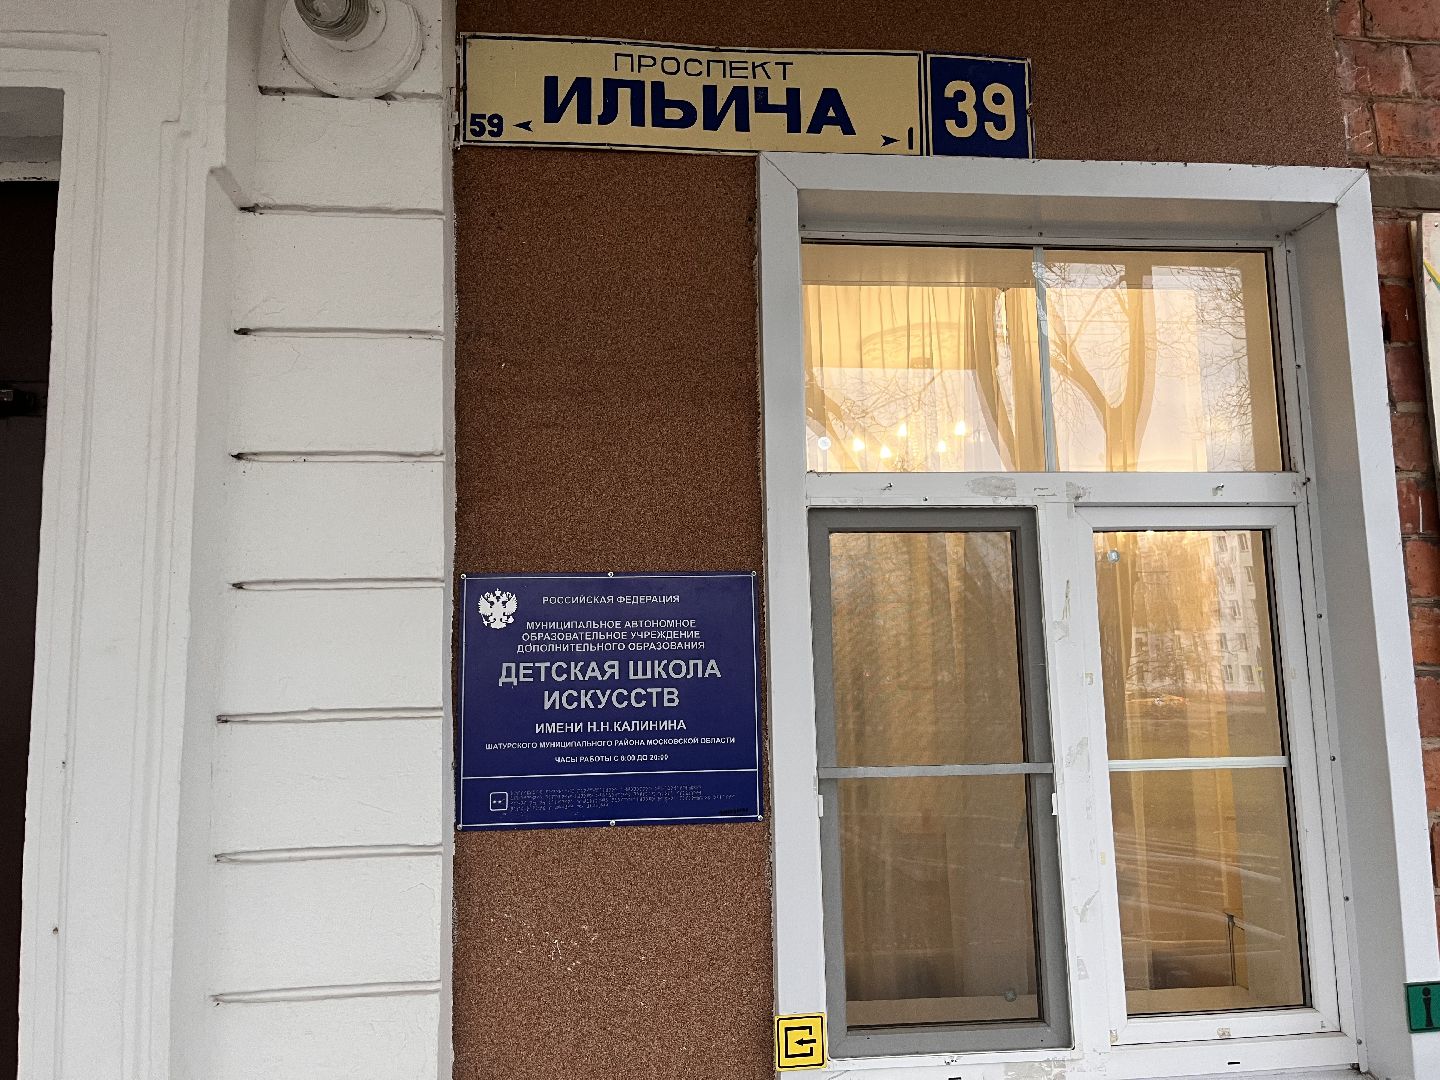 ПРОСПЕКТ
ИЛЬИЧА
59
1
39
РОССИЙСКАЯ ФЕДЕРАЦИЯ
МУНИЦИПАЛЬНОЕ АВТОНОМНОЕ
ОБРАЗОВАТЕЛЬНОЕ УЧРЕЖДЕНИЕ
ДОПОЛНИТЕЛЬНОГО ОБРАЗОВАНИЯ
ДЕТСКАЯ ШКОЛА
ИСКУССТВ
ИМЕНИ Н.Н.КАЛИНИНА
ШАТУРСКОГО МУНИЦИПАЛЬНОГО РАЙОНА МОСКОВСКОЙ ОБЛАСТИ
ЧАСЫ РАБОТЫ С 8:00 ДО 20:00
i